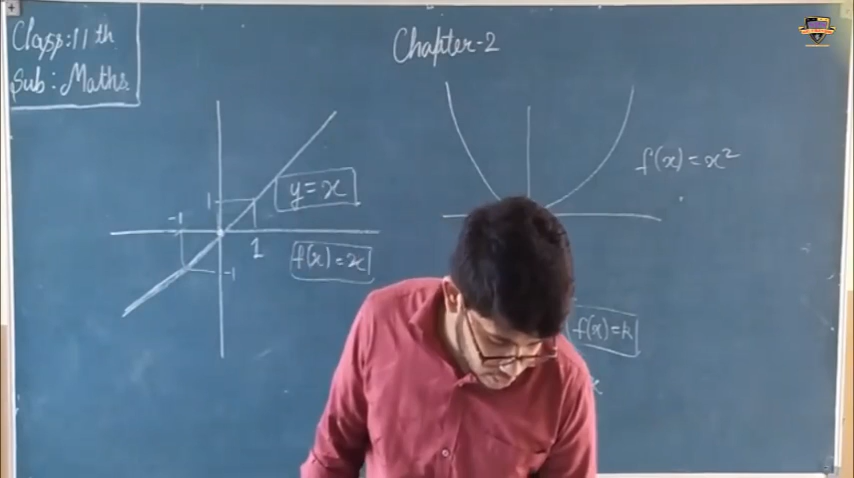 Class: 11 th
Sub: Maths
Chapter-2
y=x
f(x)=x
1
-1
1
-1
f(x)=x²
f(x)=k
x